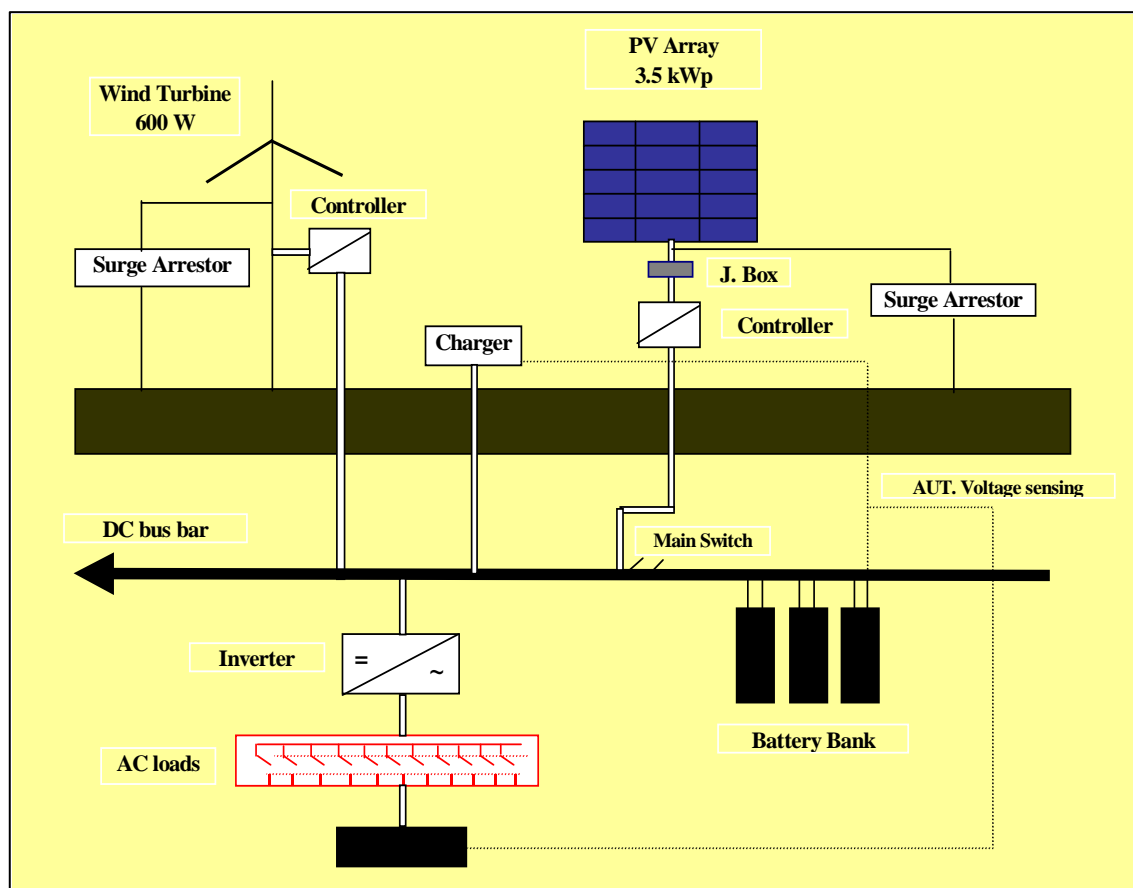 PV Array
3.5 kWp
Wind Turbine
600 W
Controller
Surge Arrestor
J. Box
Surge Arrestor
Controller
Charger
AUT. Voltage sensing
DC bus bar
Main Switch
Inverter
=
~
Battery Bank
AC loads